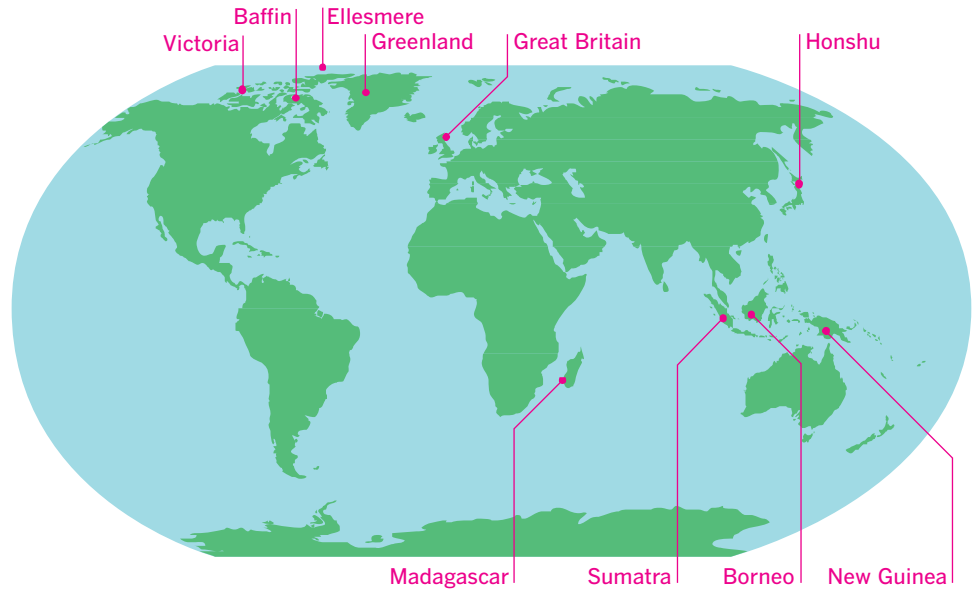 Baffin
Ellesmere
Victoria
Greenland
Great Britain
Honshu
Madagascar
Sumatra
Borneo
New Guinea